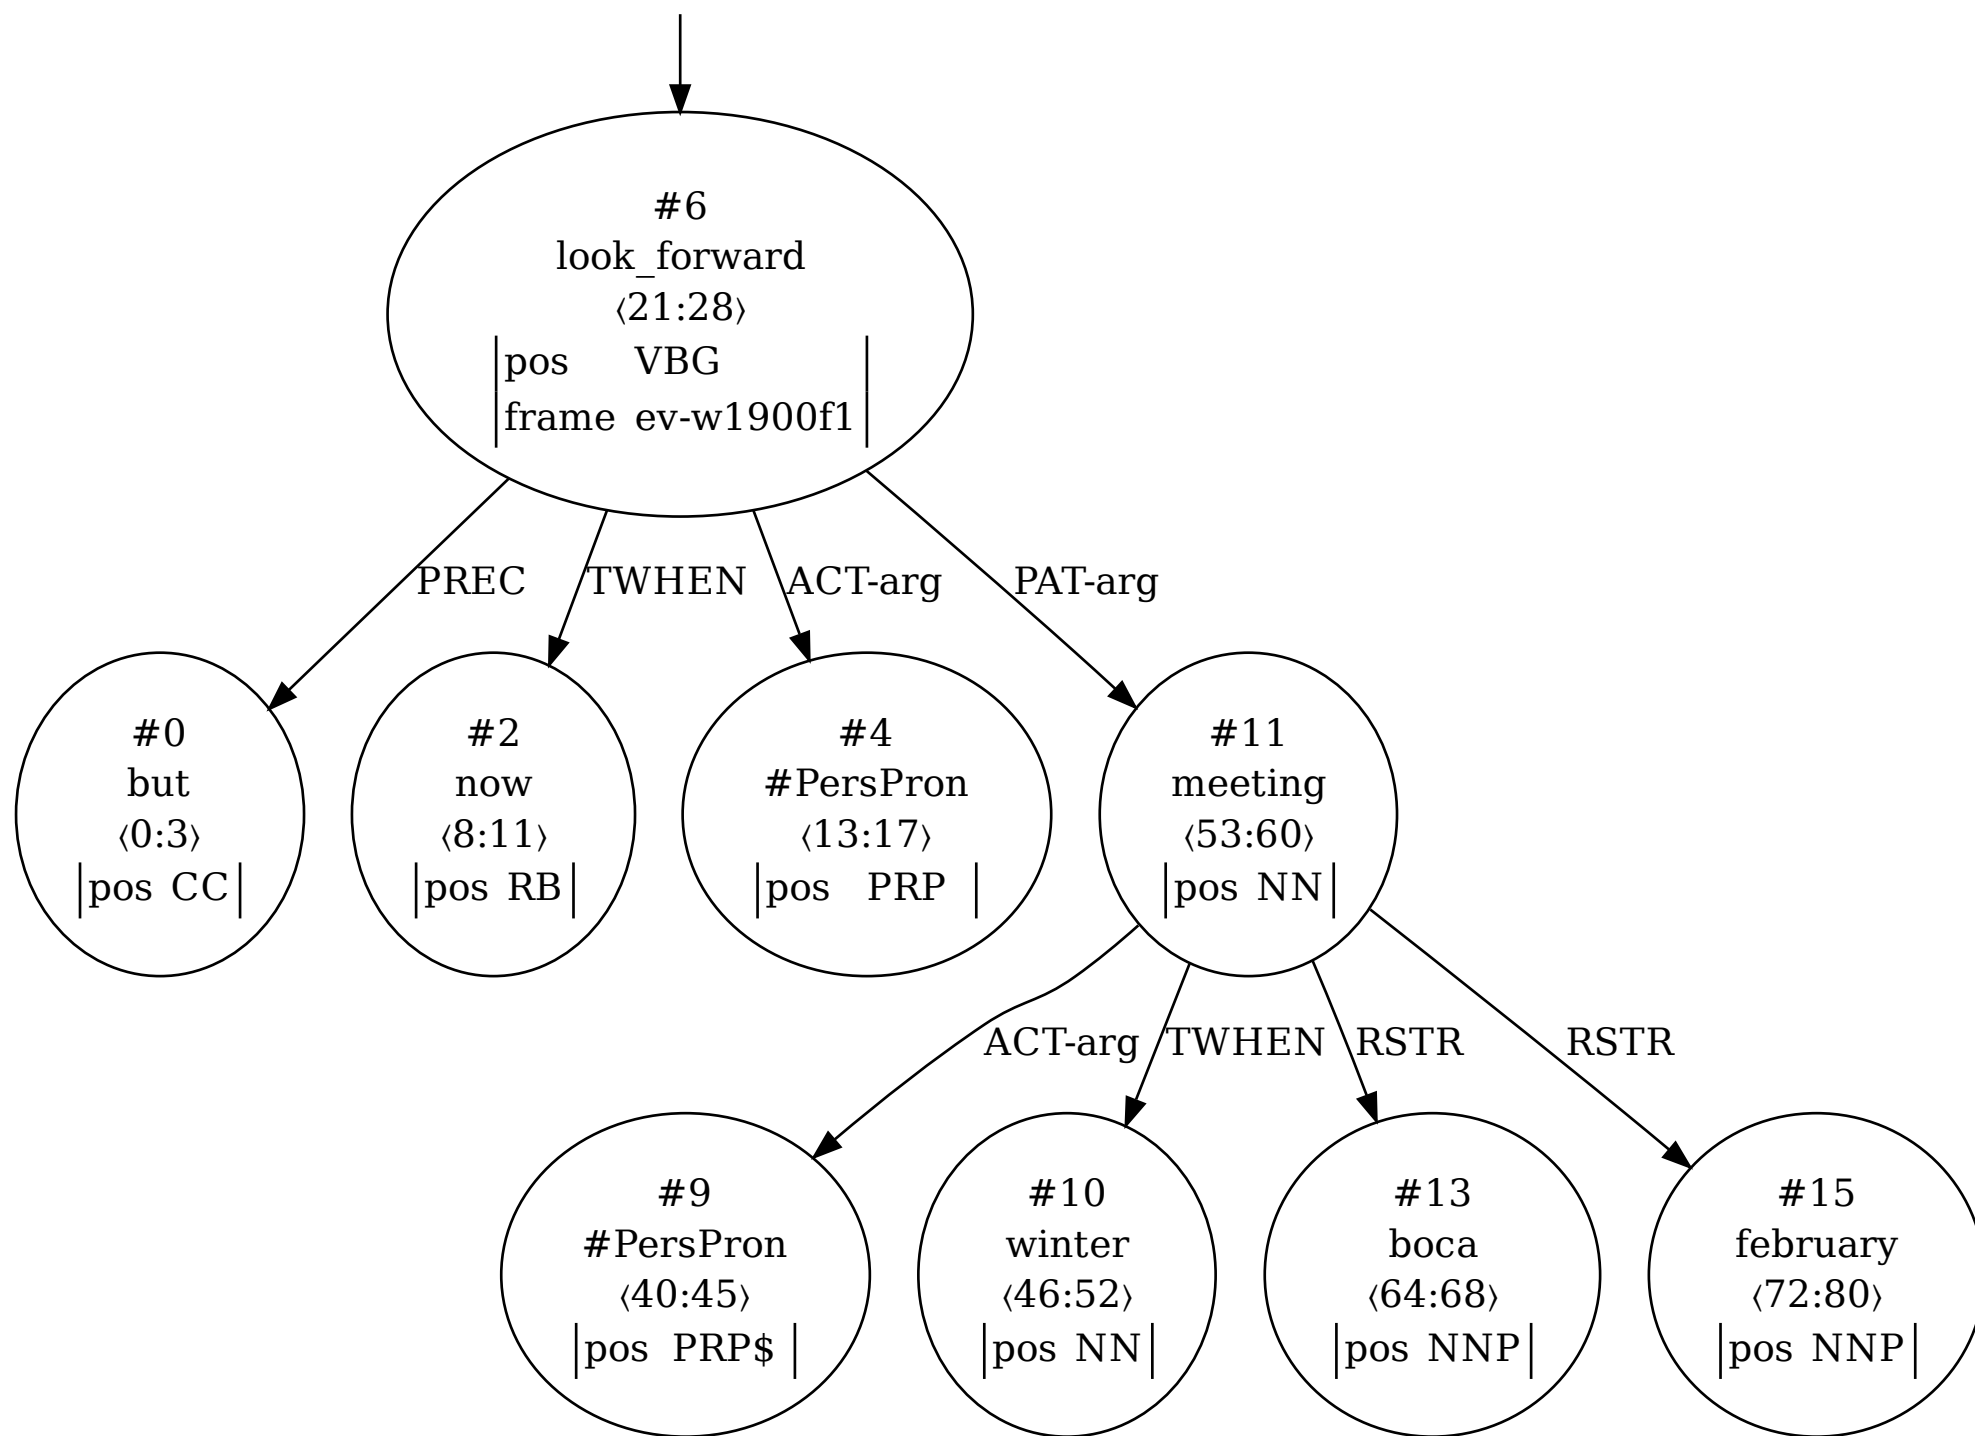 #6
look_forward
⟨21:28⟩
pos VBG
frame ev-w1900f1
PREC
TWHEN
ACT-arg
PAT-arg
#0
but
⟨0:3⟩
pos CC
#2
now
⟨8:11⟩
pos RB
#4
#PersPron
⟨13:17⟩
pos PRP
#11
meeting
⟨53:60⟩
pos NN
ACT-arg
TWHEN
RSTR
RSTR
#9
#PersPron
⟨40:45⟩
pos PRP$
#10
winter
⟨46:52⟩
pos NN
#13
boca
⟨64:68⟩
pos NNP
#15
february
⟨72:80⟩
pos NNP